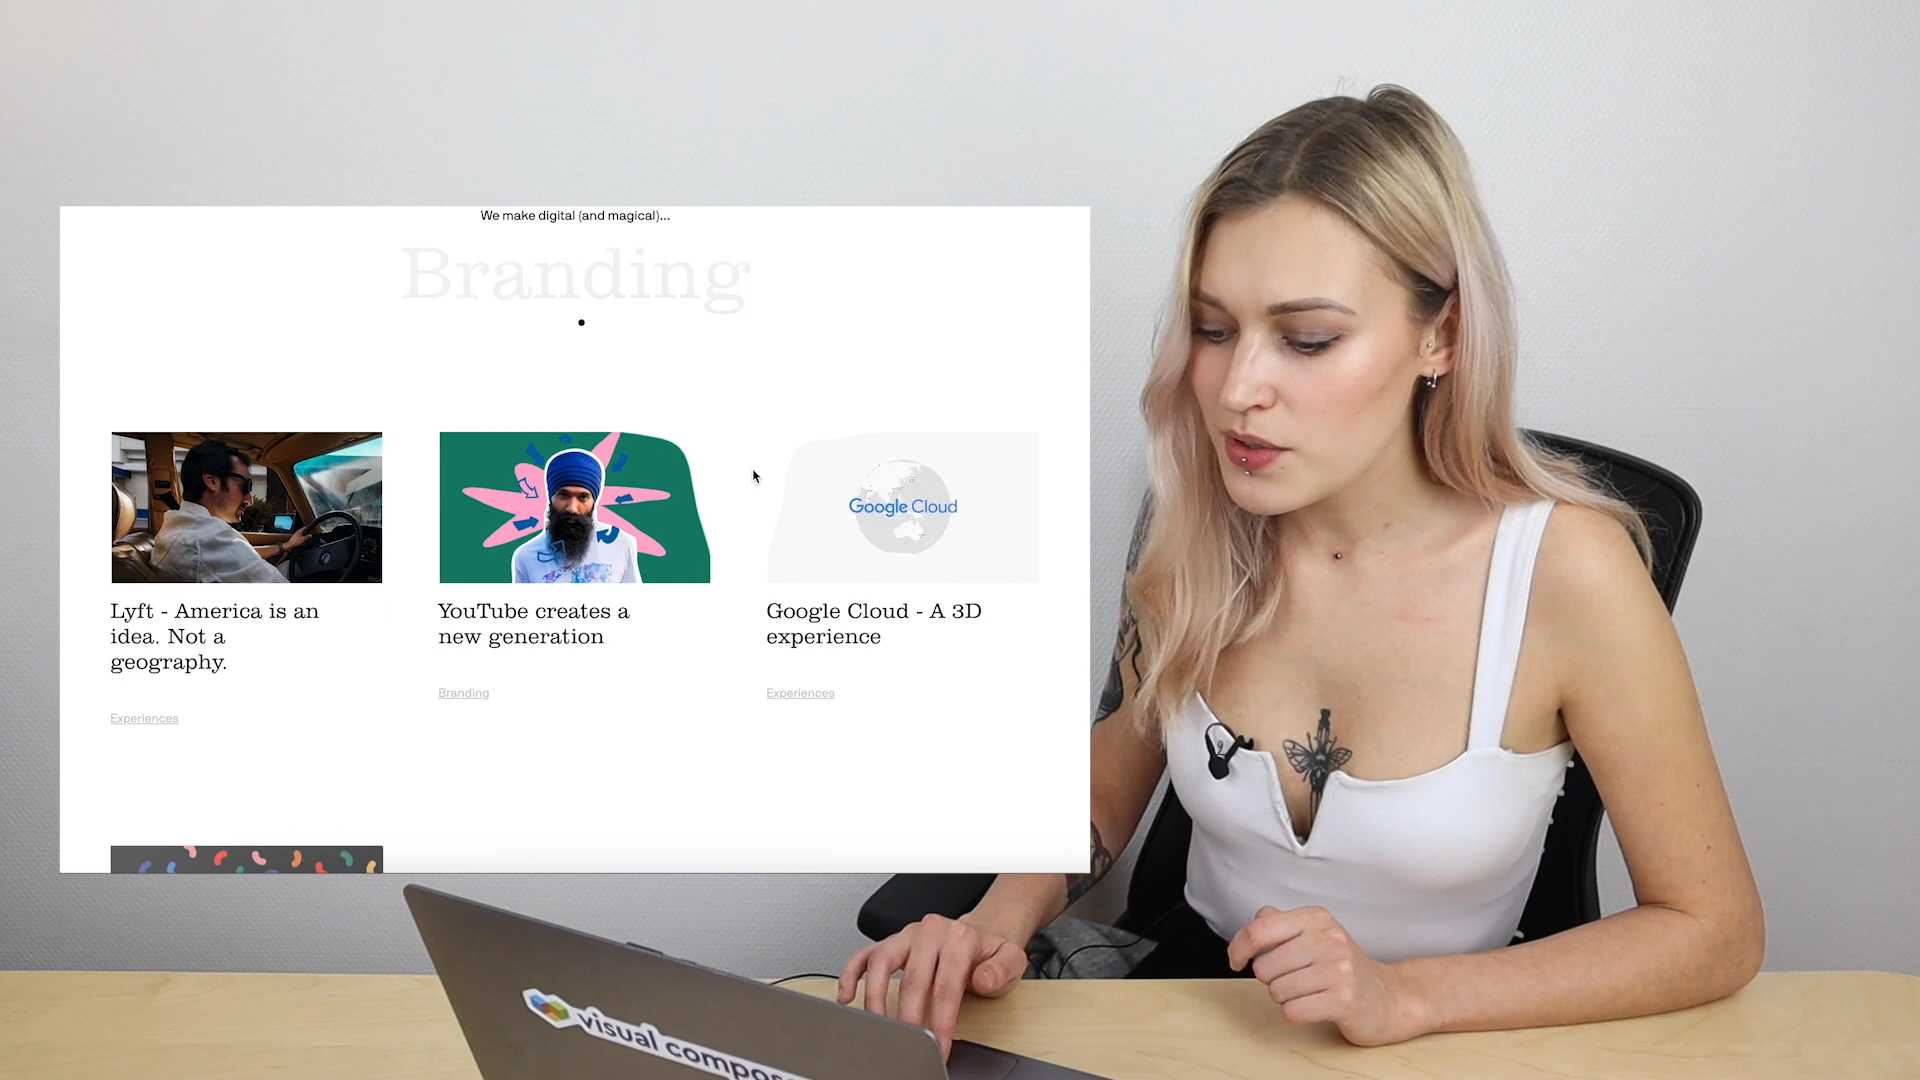 We make digital (and magical)...
Branding
Google Cloud
Lyft - America is an
idea. Not a
geography.
YouTube creates a
new generation
Google Cloud - A 3D
experience
Experiences
Branding
Experiences
visual compos